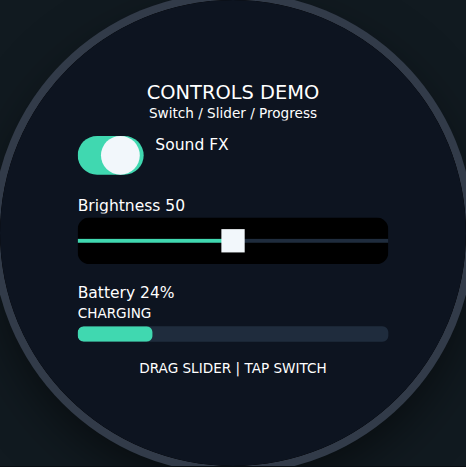 CONTROLS DEMO
Switch / Slider / Progress
Sound FX
Brightness 50
Battery 24%
CHARGING
DRAG SLIDER | TAP SWITCH